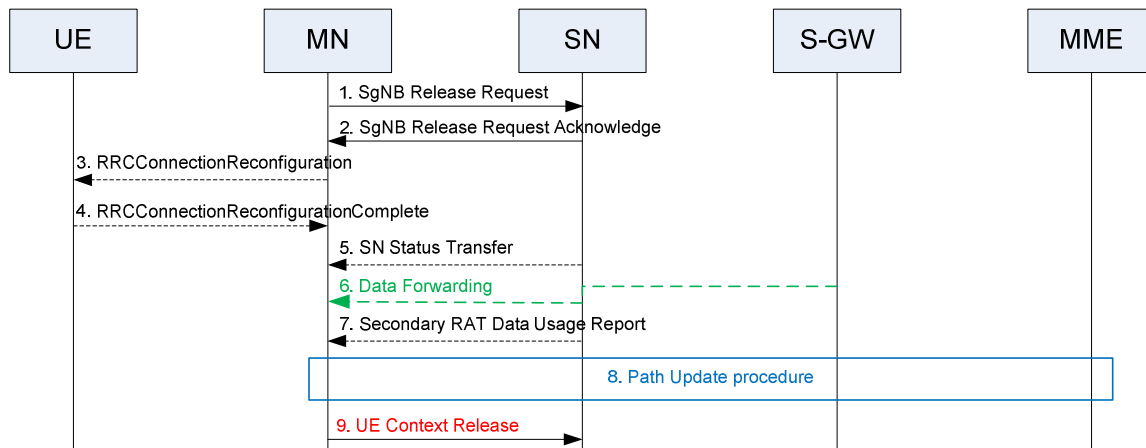 UE
MN
SN
S-GW
MME
1. SgNB Release Request
2. SgNB Release Request Acknowledge
3. RRCConnectionReconfiguration
4. RRCConnectionReconfigurationComplete
5. SN Status Transfer
6. Data Forwarding
7. Secondary RAT Data Usage Report
8. Path Update procedure
9. UE Context Release